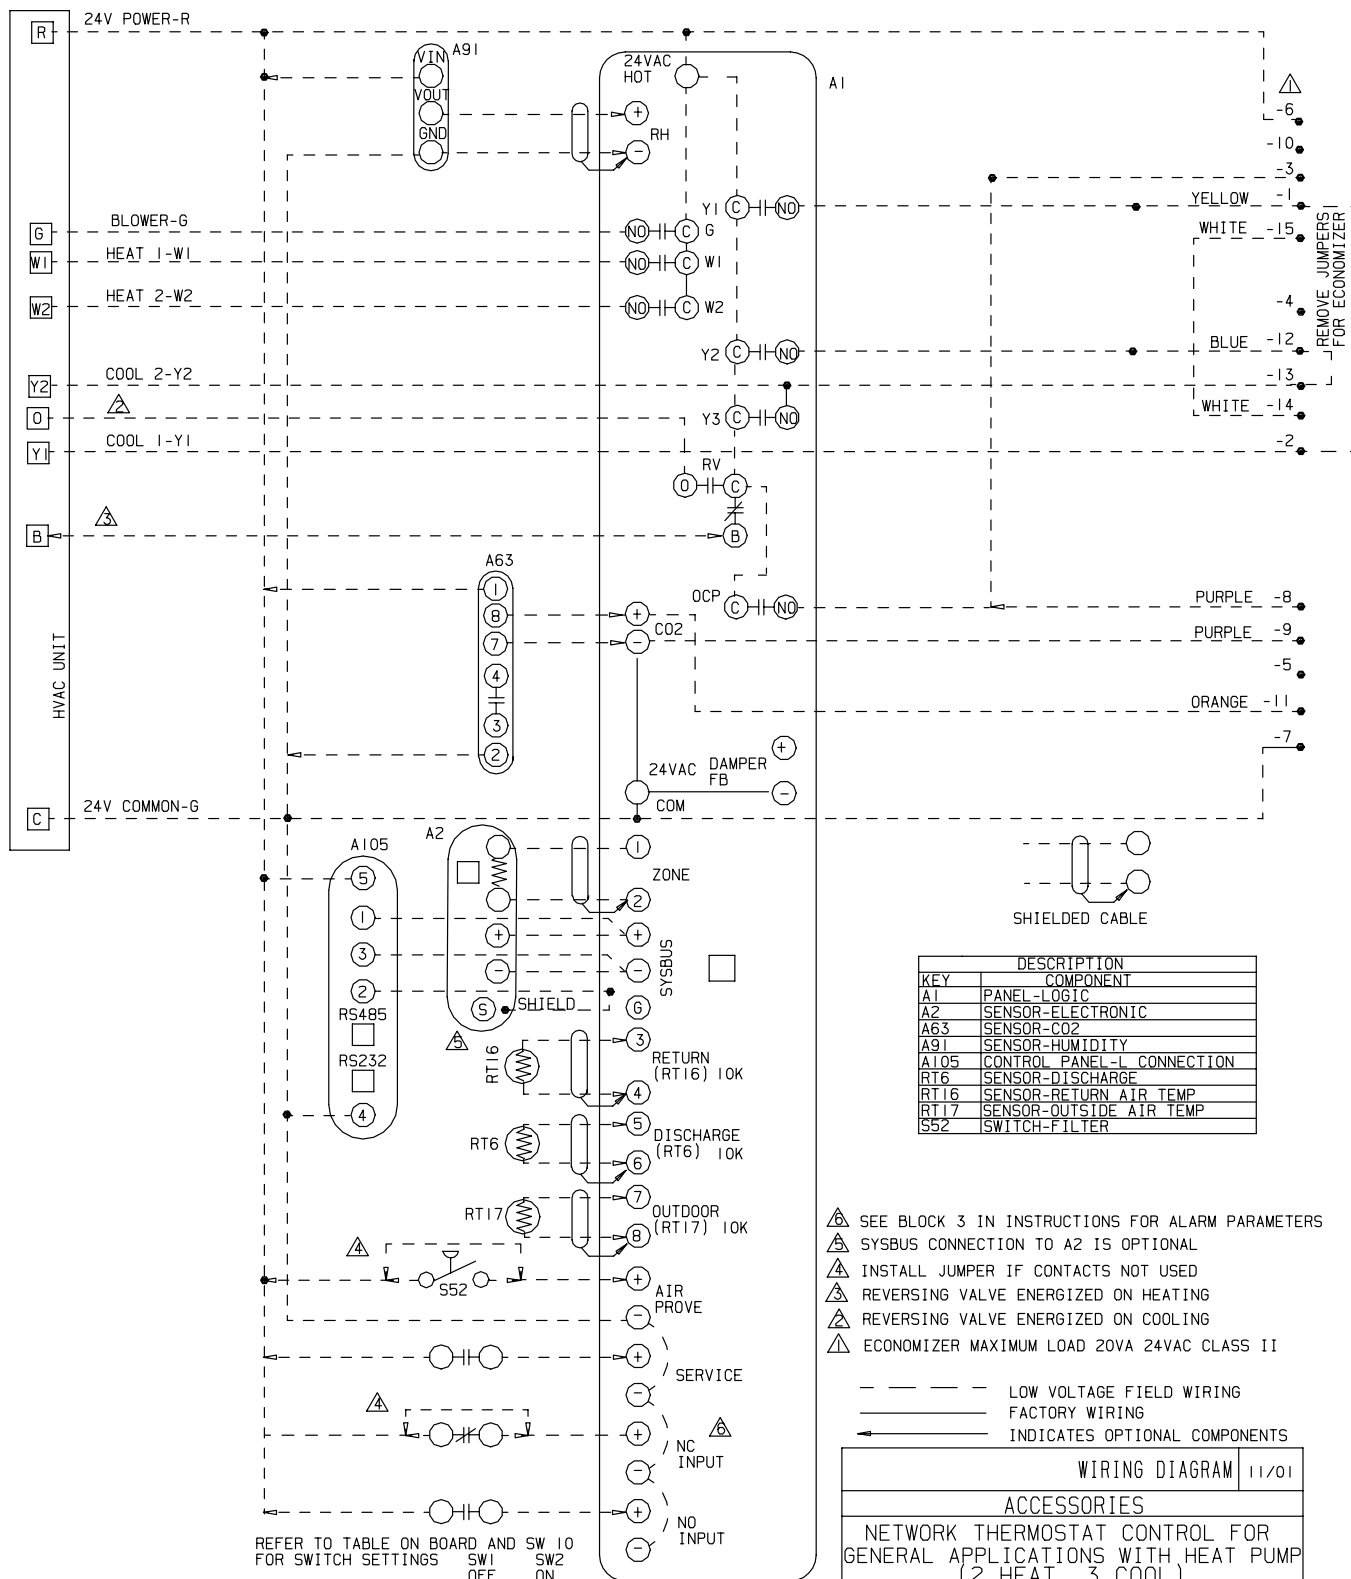 R
24V POWER-R
VIN
A91
VOUT
GND
24VAC
HOT
A1
+
RH
-
1
-6
-10
-3
YELLOW -1
WHITE -15
-4
BLUE -12
-13
WHITE -14
-2
REMOVE JUMPERS
FOR ECONOMIZER
Y1 C NO
G
BLOWER-G
NO C G
W1
HEAT 1-W1
NO C W1
W2
HEAT 2-W2
NO C W2
Y2 C NO
Y2
COOL 2-Y2
O
2
Y3 C NO
Y1
COOL 1-Y1
RV
O C
B
3
B
HVAC UNIT
A63
1
8
7
4
3
2
OCP C NO
+
CO2
-
PURPLE -8
PURPLE -9
-5
ORANGE -11
-7
24VAC
COM
DAMPER
FB
+
-
C
24V COMMON-G
A105
5
1
3
2
RS485
RS232
4
A2
+
-
S
SHIELD
5
1
ZONE
2
+
SYSBUS
-
G
SHIELDED CABLE
RT16
3
RETURN
(RT16) 10K
4
RT6
5
DISCHARGE
(RT6) 10K
6
RT17
7
OUTDOOR
(RT17) 10K
8
4
S52
+
AIR
PROVE
-
+
SERVICE
-
4
+
6
NC
INPUT
-
+
NO
INPUT
-
DESCRIPTION
KEY COMPONENT
A1 PANEL-LOGIC
A2 SENSOR-ELECTRONIC
A63 SENSOR-CO2
A91 SENSOR-HUMIDITY
A105 CONTROL PANEL-L CONNECTION
RT6 SENSOR-DISCHARGE
RT16 SENSOR-RETURN AIR TEMP
RT17 SENSOR-OUTSIDE AIR TEMP
S52 SWITCH-FILTER
6 SEE BLOCK 3 IN INSTRUCTIONS FOR ALARM PARAMETERS
5 SYSBUS CONNECTION TO A2 IS OPTIONAL
4 INSTALL JUMPER IF CONTACTS NOT USED
3 REVERSING VALVE ENERGIZED ON HEATING
2 REVERSING VALVE ENERGIZED ON COOLING
1 ECONOMIZER MAXIMUM LOAD 20VA 24VAC CLASS II
LOW VOLTAGE FIELD WIRING
FACTORY WIRING
INDICATES OPTIONAL COMPONENTS
WIRING DIAGRAM 11/01
ACCESSORIES
NETWORK THERMOSTAT CONTROL FOR
GENERAL APPLICATIONS WITH HEAT PUMP
(2 HEAT, 3 COOL)
REFER TO TABLE ON BOARD AND SW 10
FOR SWITCH SETTINGS SW1 SW2
OFF ON